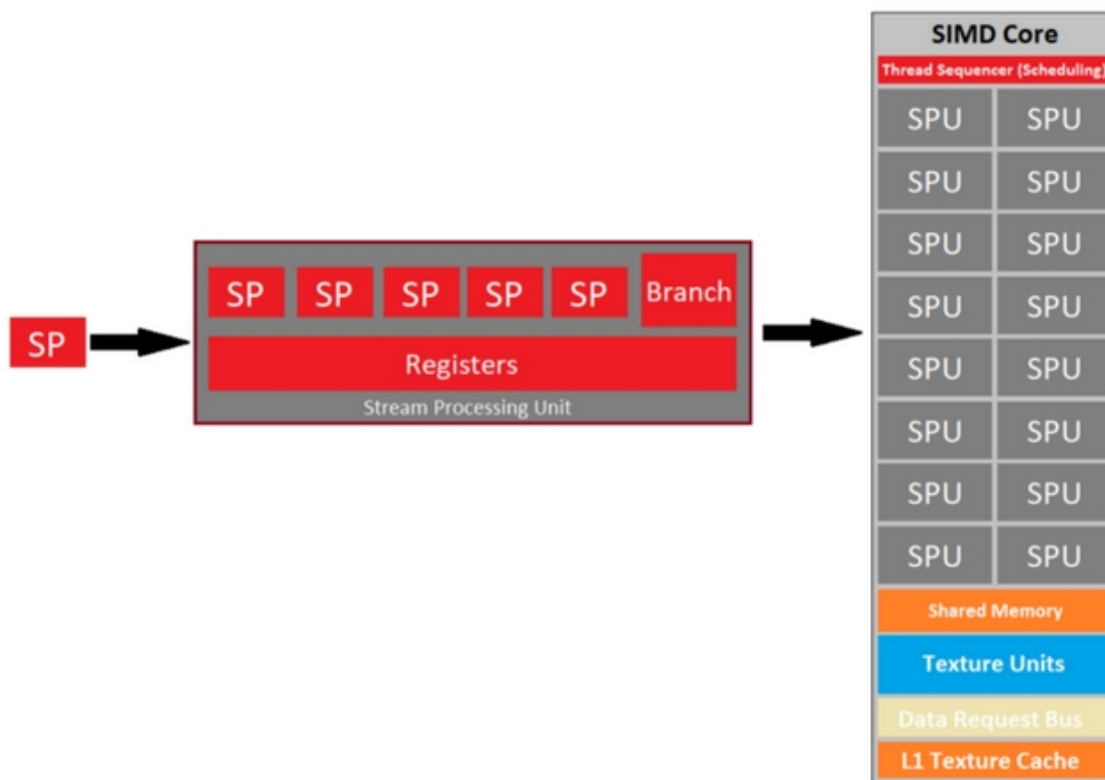 SP
SP SP SP SP SP Branch
Registers
Stream Processing Unit
SIMD Core
Thread Sequencer (Scheduling)
SPU SPU
SPU SPU
SPU SPU
SPU SPU
SPU SPU
SPU SPU
SPU SPU
SPU SPU
Shared Memory
Texture Units
Data Request Bus
L1 Texture Cache